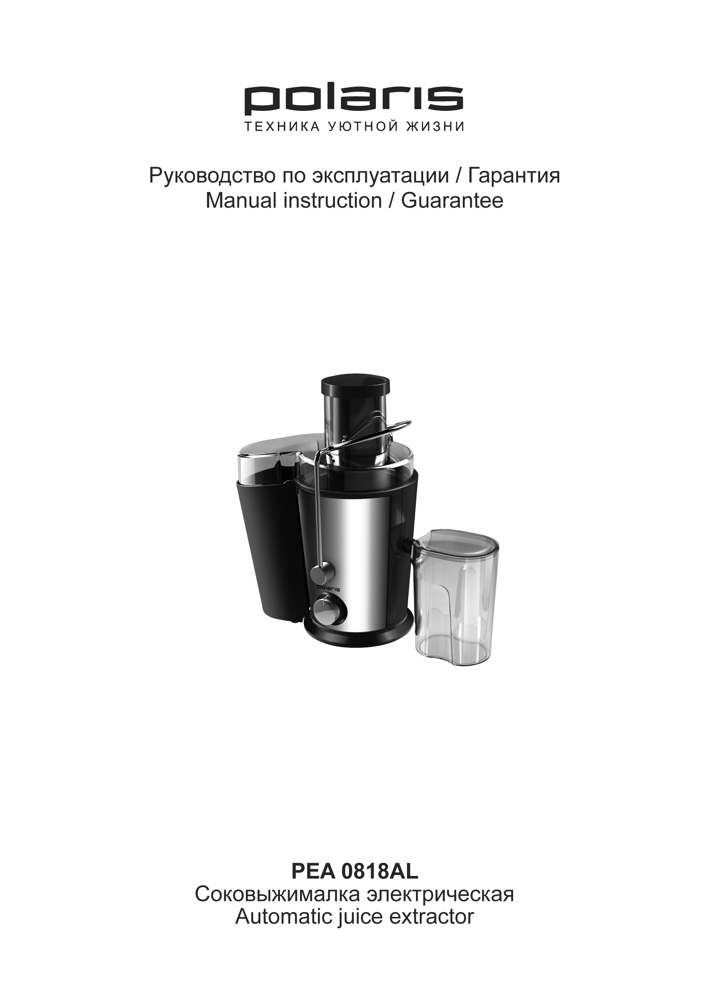 polaris
ТЕХНИКА УЮТНОЙ ЖИЗНИ
Руководство по эксплуатации / Гарантия
Manual instruction / Guarantee
polaris
PEA 0818AL
Соковыжималка электрическая
Automatic juice extractor